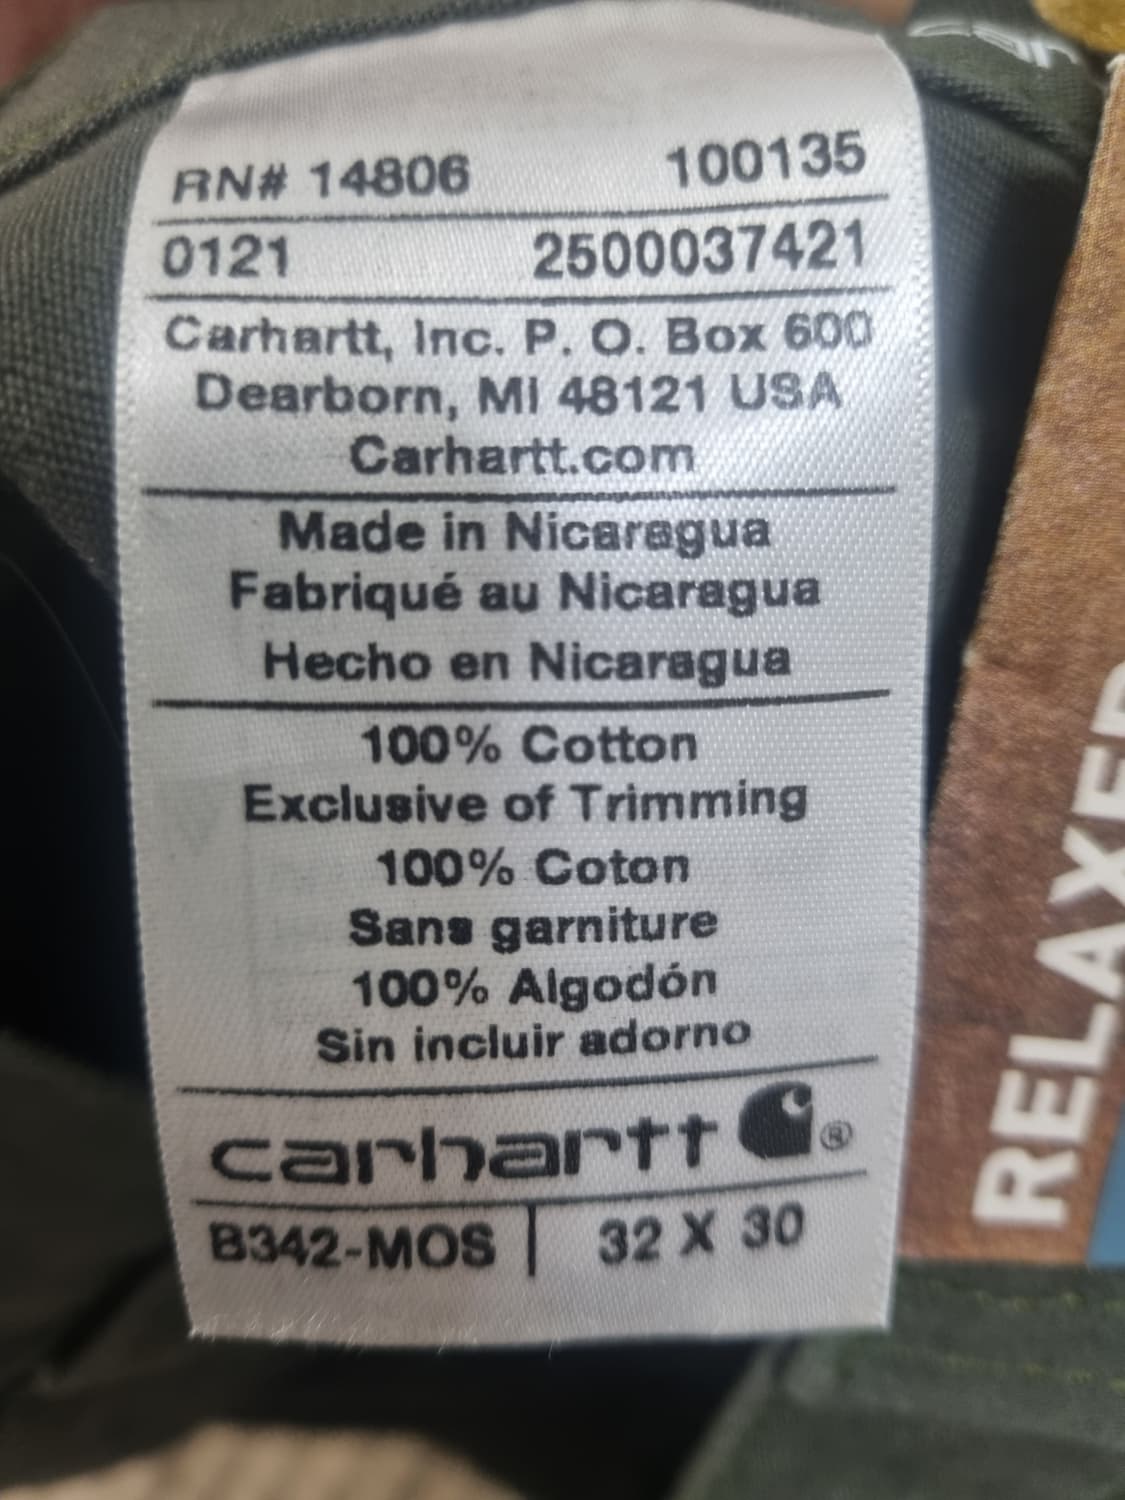 can
RN# 14806 100135
0121 2500037421
Carhartt, Inc. P. O. Box 600
Dearborn, MI 48121 USA
Carhartt.com
Made in Nicaragua
Fabriqué au Nicaragua
Hecho en Nicaragua
100% Cotton
Exclusive of Trimming
100% Coton
Sans garniture
100% Algodón
Sin incluir adorno
carhartt ®
B342-MOS | 32 X 30
RELAXED